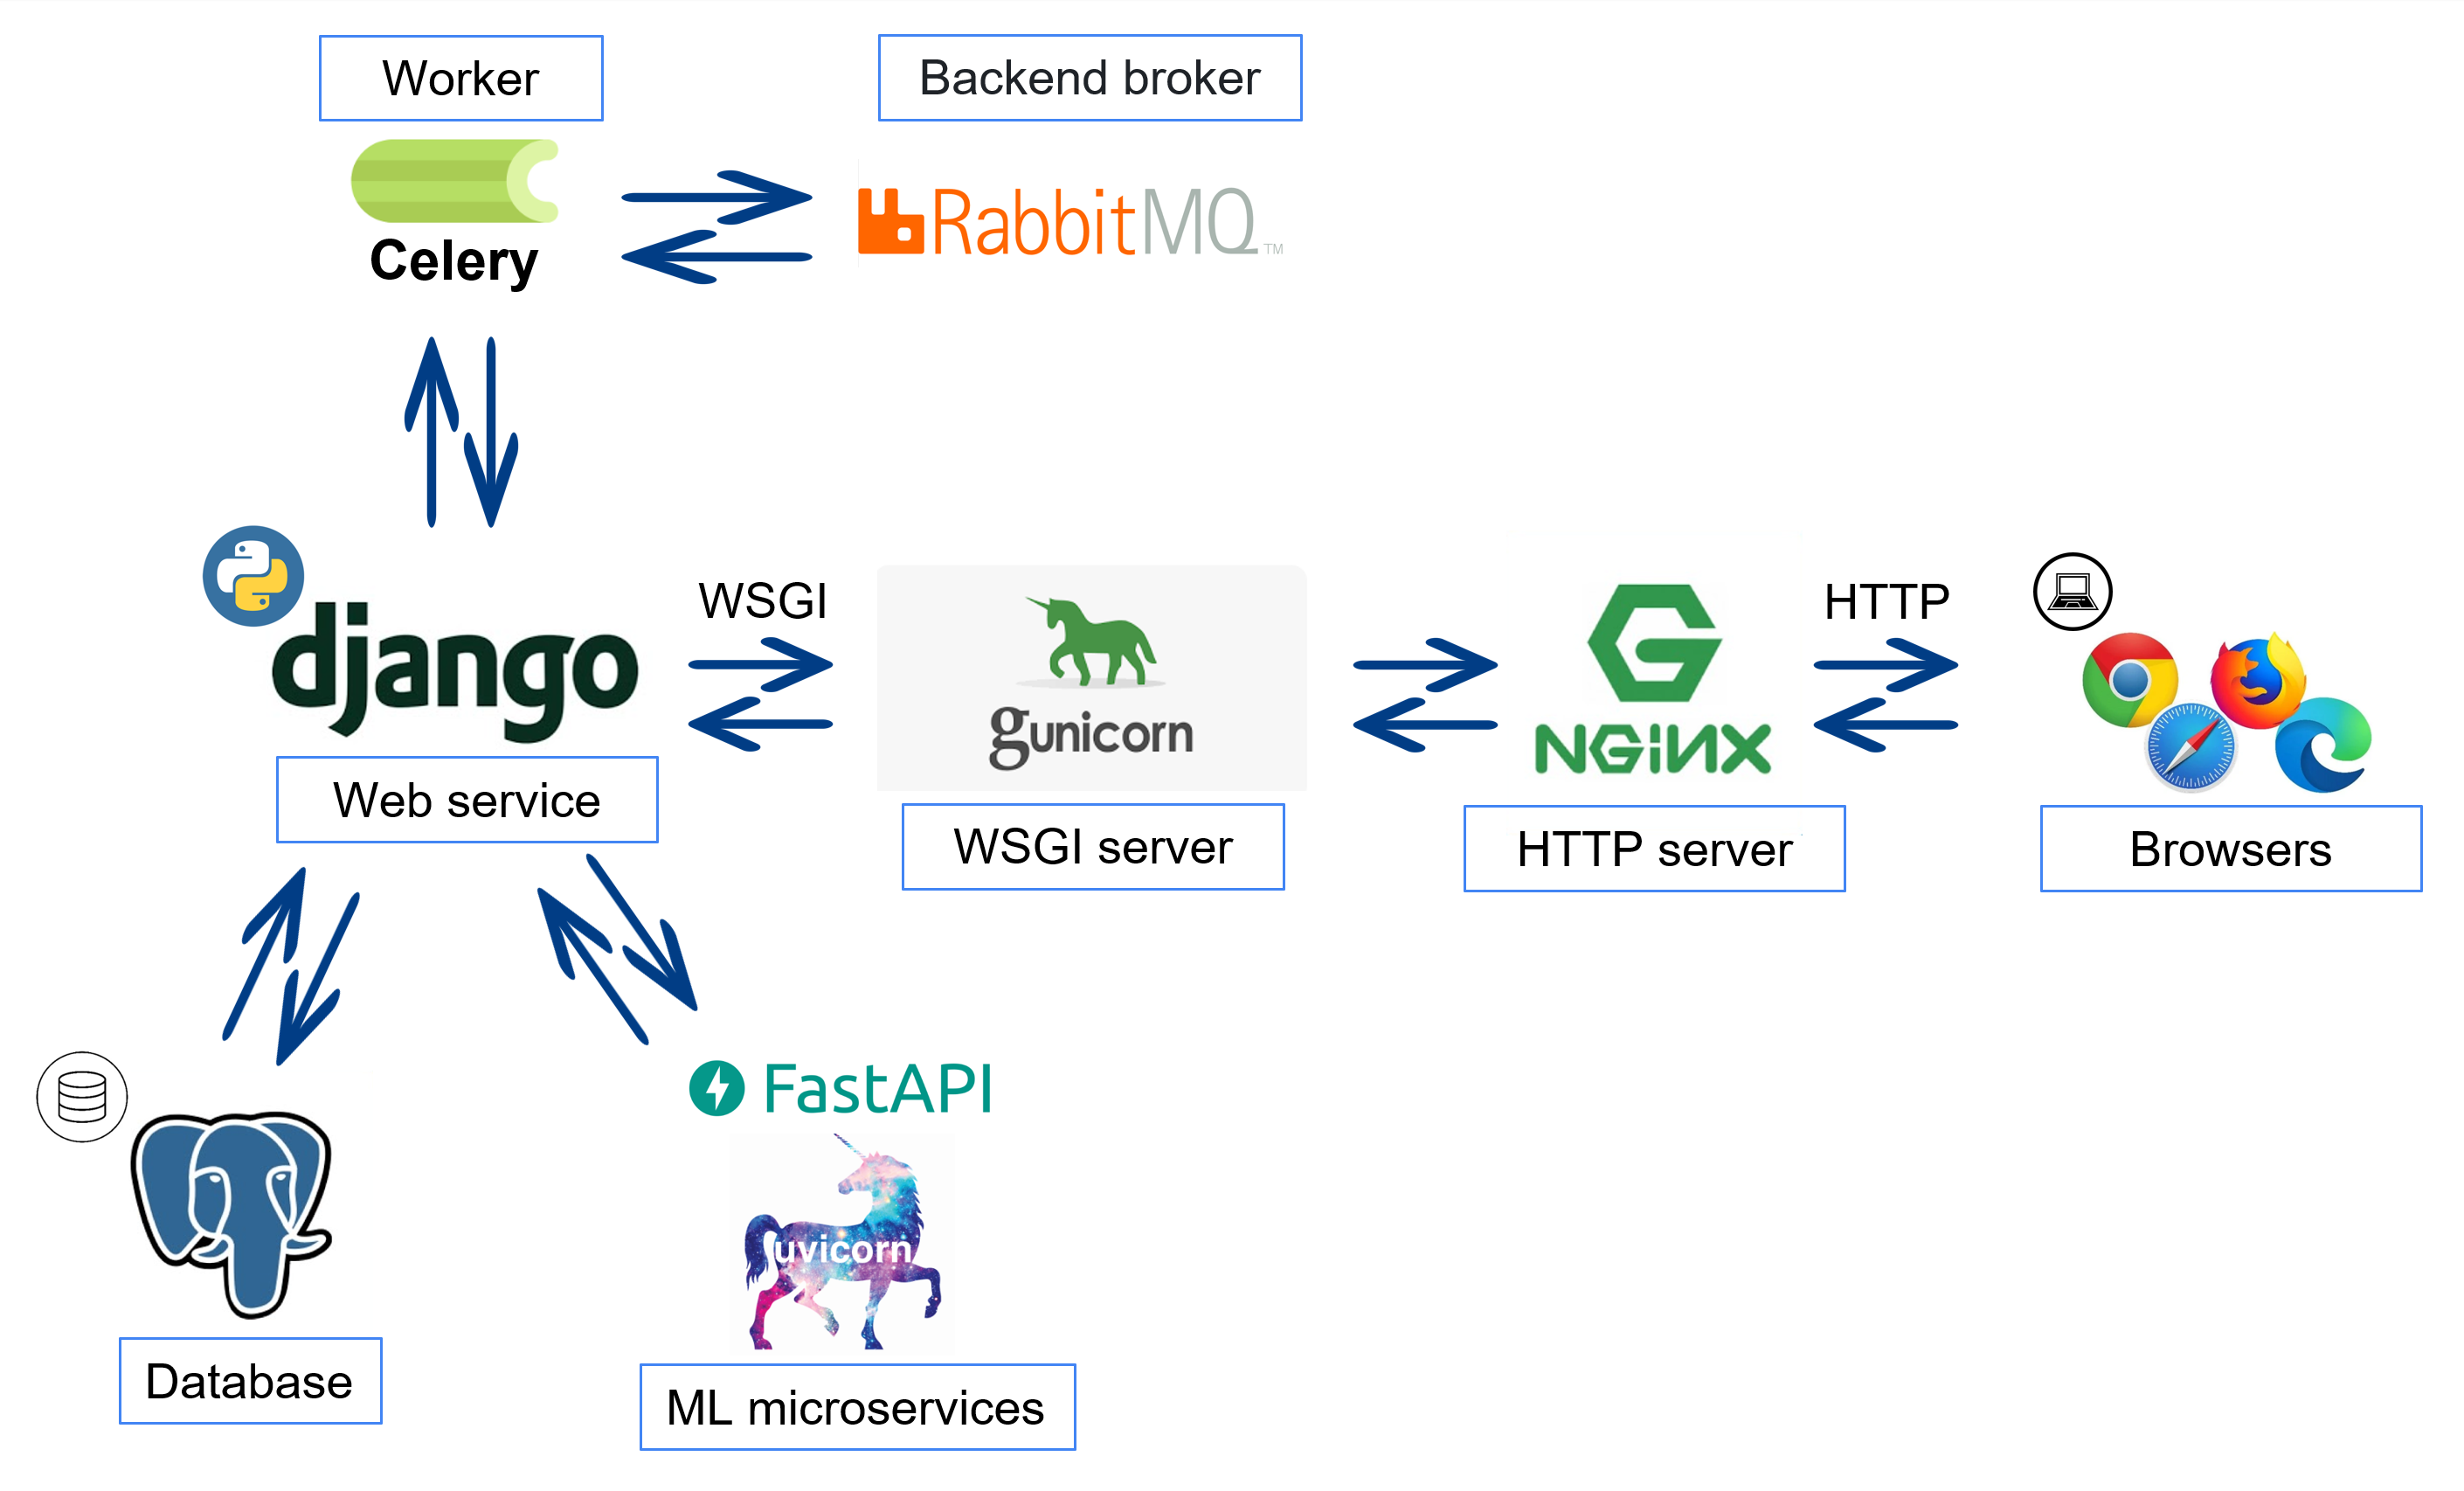 Worker
Backend broker
Celery
RabbitMQ™
django
WSGI
gunicorn
NGiNX
HTTP
Web service
WSGI server
HTTP server
Browsers
FastAPI
uvicorn
Database
ML microservices